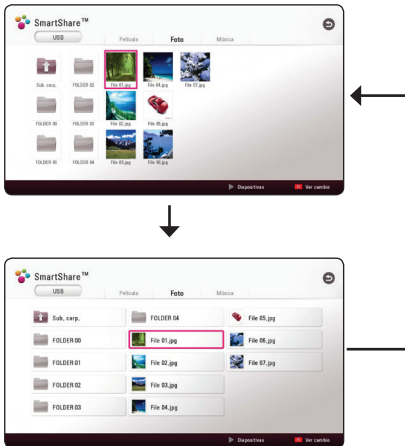 SmartShare™
USB Película Foto Música
Sub. carp. FOLDER 02 File 01.jpg File 04.jpg File 07.jpg
FOLDER 00 FOLDER 03 File 02.jpg File 05.jpg
FOLDER 01 FOLDER 04 File 03.jpg File 06.jpg
Diapositivas Ver cambio
SmartShare™
USB Película Foto Música
Sub. carp. FOLDER 04 File 05.jpg
FOLDER 00 File 01.jpg File 06.jpg
FOLDER 01 File 02.jpg File 07.jpg
FOLDER 02 File 03.jpg
FOLDER 03 File 04.jpg
Diapositivas Ver cambio